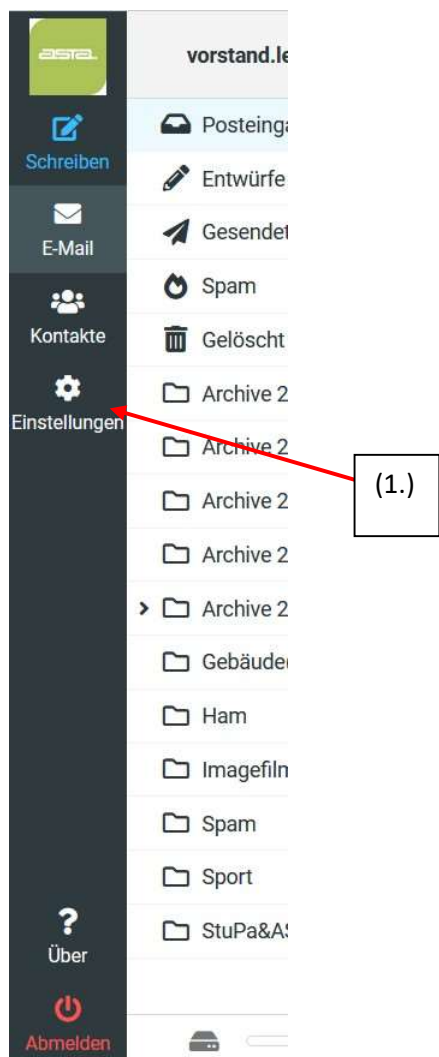 asta
vorstand.le
Schreiben
E-Mail
Kontakte
Einstellungen
Über
Abmelden
Posteinga
Entwürfe
Gesendet
Spam
Gelöscht
Archive 2
Archive 2
Archive 2
Archive 2
Archive 2
Gebäude
Ham
Imagefilm
Spam
Sport
StuPa&AS
(1.)